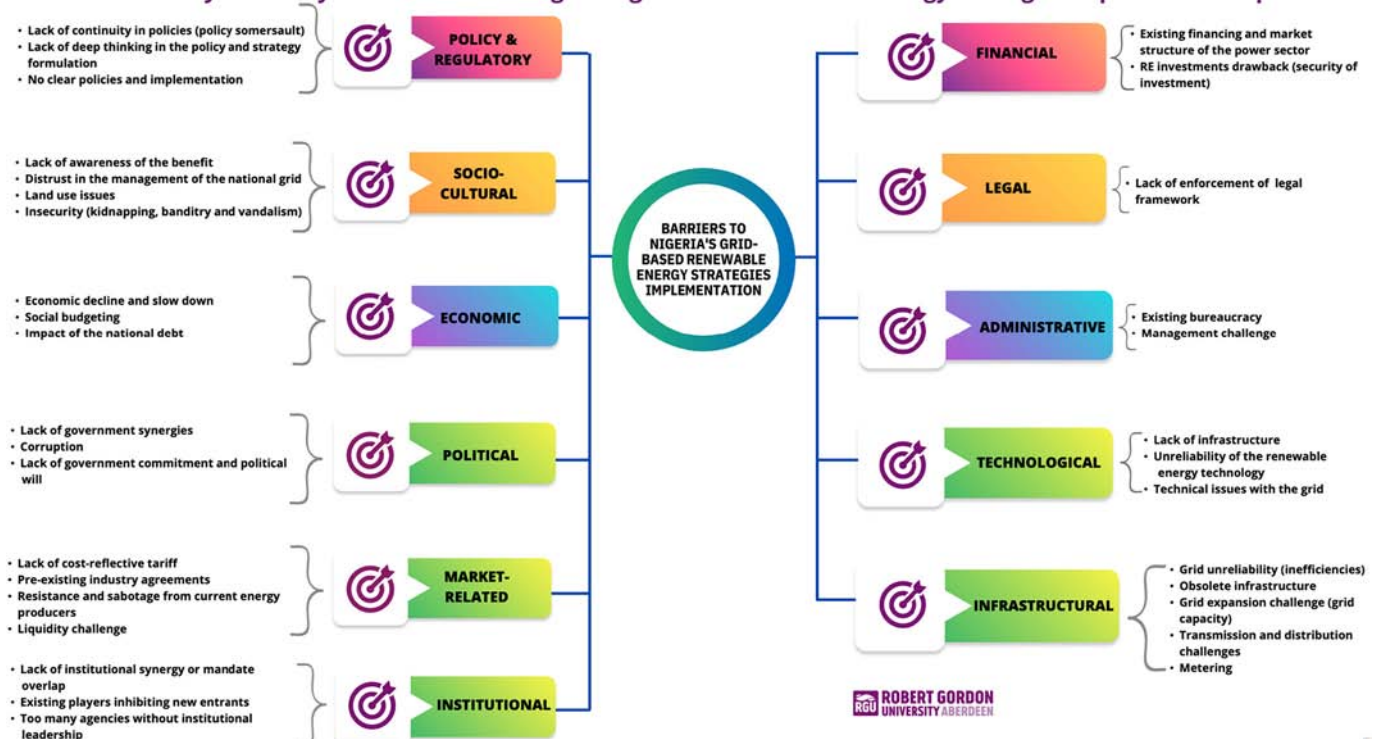 • Lack of continuity in policies (policy somersault)
• Lack of deep thinking in the policy and strategy
formulation
• No clear policies and implementation
POLICY &
REGULATORY
• Lack of awareness of the benefit
• Distrust in the management of the national grid
• Land use issues
• Insecurity (kidnapping, banditry and vandalism)
SOCIO-
CULTURAL
• Economic decline and slow down
• Social budgeting
• Impact of the national debt
ECONOMIC
• Lack of government synergies
• Corruption
• Lack of government commitment and political
will
POLITICAL
• Lack of cost-reflective tariff
• Pre-existing industry agreements
• Resistance and sabotage from current energy
producers
• Liquidity challenge
MARKET-
RELATED
• Lack of institutional synergy or mandate
overlap
• Existing players inhibiting new entrants
• Too many agencies without institutional
leadership
INSTITUTIONAL
BARRIERS TO
NIGERIA'S GRID-
BASED RENEWABLE
ENERGY STRATEGIES
IMPLEMENTATION
FINANCIAL
• Existing financing and market
structure of the power sector
• RE investments drawback (security of
investment)
LEGAL
• Lack of enforcement of legal
framework
ADMINISTRATIVE
• Existing bureaucracy
• Management challenge
TECHNOLOGICAL
• Lack of infrastructure
• Unreliability of the renewable
energy technology
• Technical issues with the grid
INFRASTRUCTURAL
• Grid unreliability (inefficiencies)
• Obsolete infrastructure
• Grid expansion challenge (grid
capacity)
• Transmission and distribution
challenges
• Metering
RGU
ROBERT GORDON
UNIVERSITY ABERDEEN